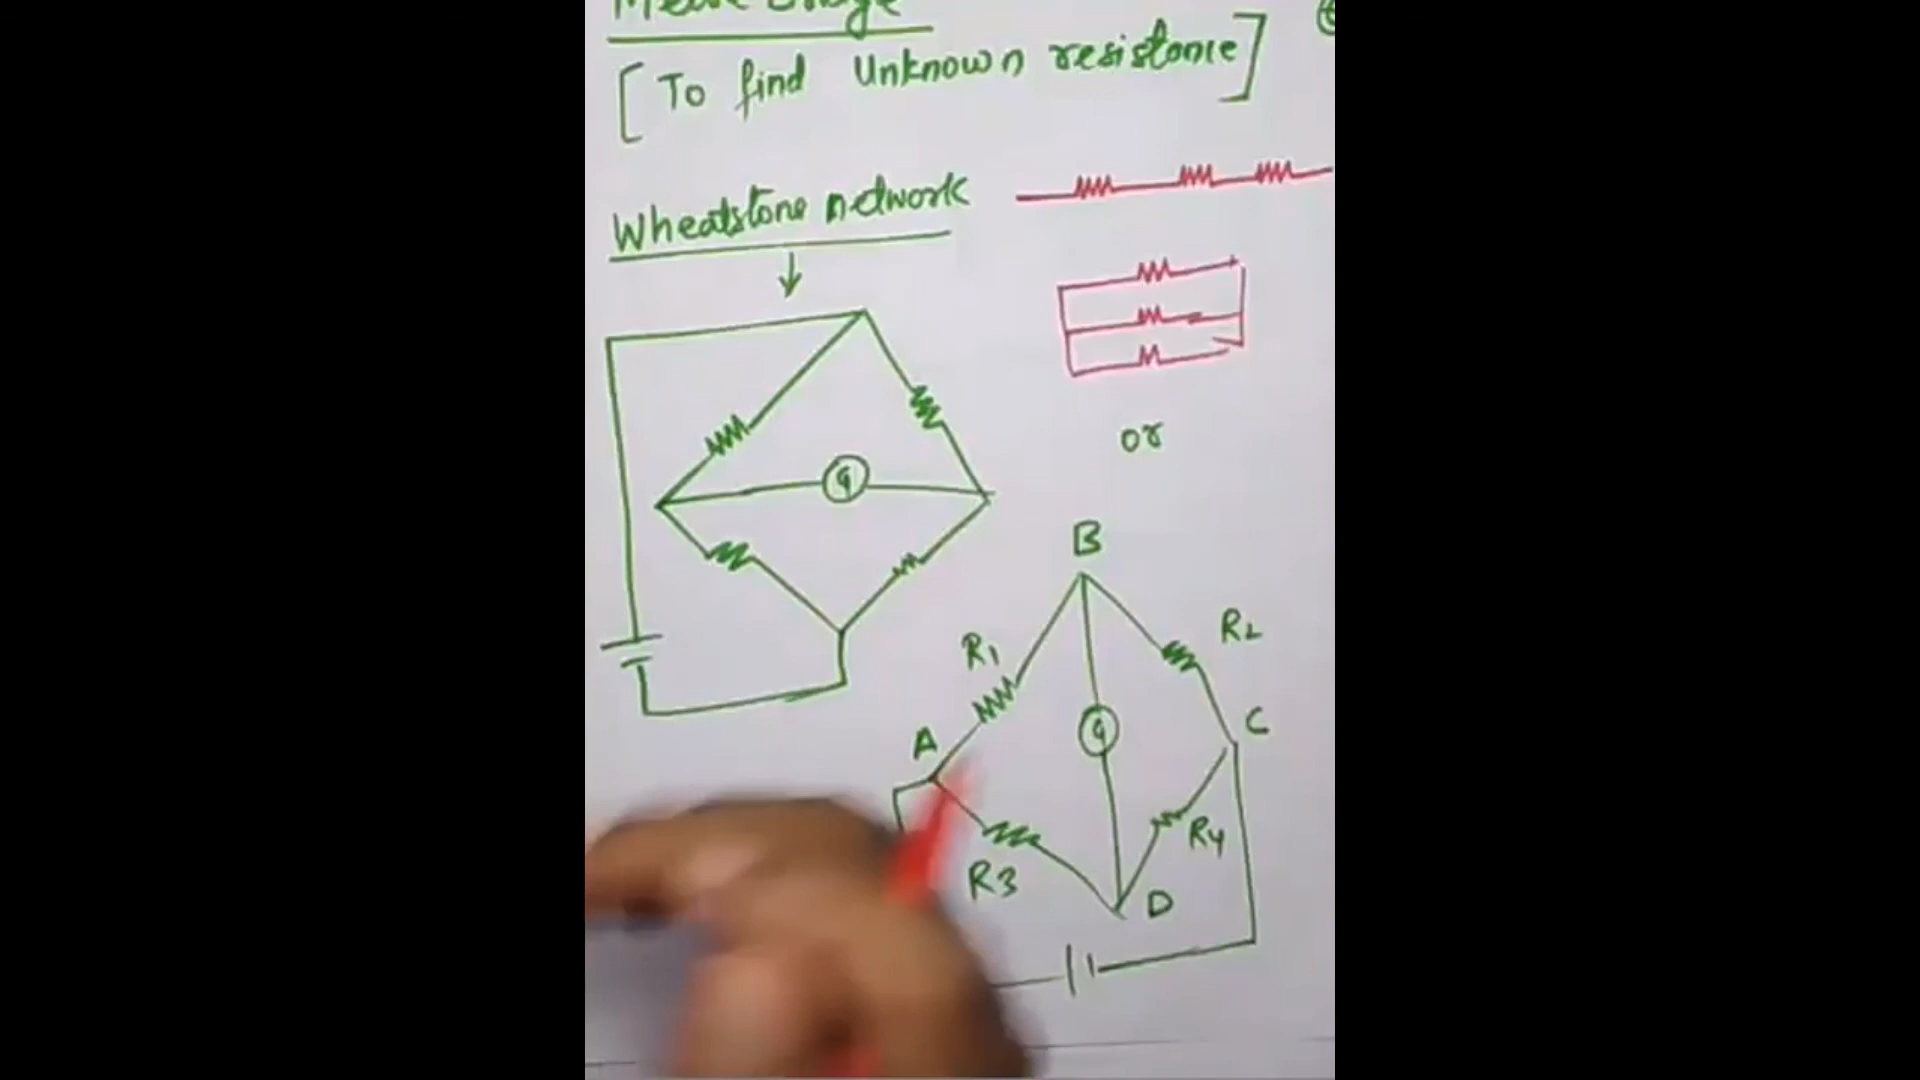 [To find Unknown resistance]
Wheatstone network
G
or
B
R1
R2
A
G
C
R3
R4
D